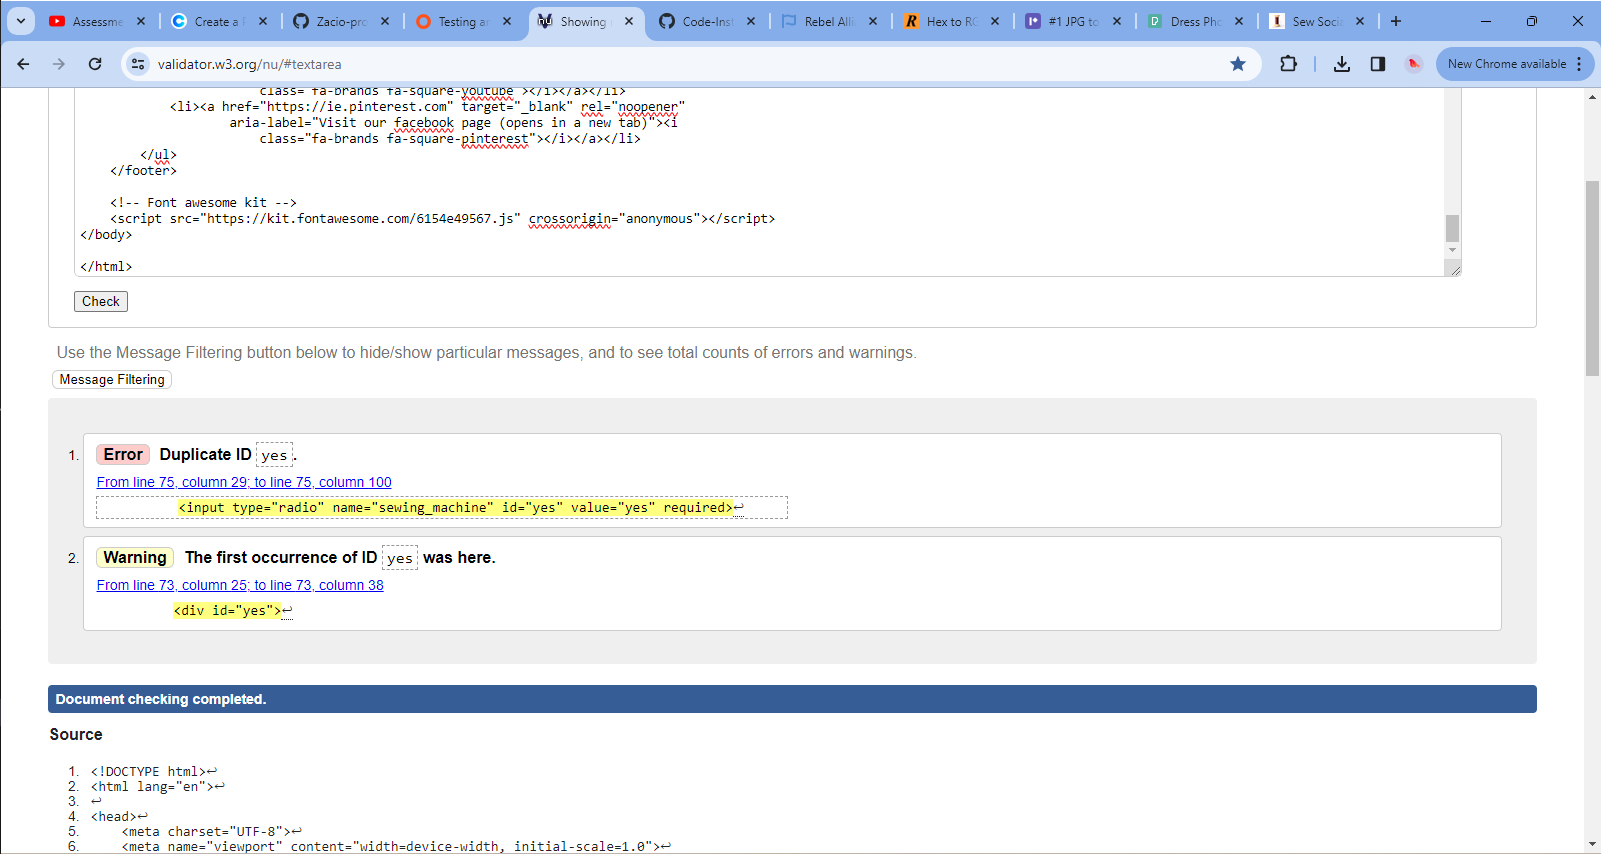 Assessme
Create a
Zacio-pro
Testing a
Showing
Code-Inst
Rebel Alli
Hex to RG
#1 JPG to
Dress Pho
Sew Soci
validator.w3.org/nu/#textarea
New Chrome available
class="fa-brands fa-square-youtube"></i></a></li>
<li><a href="https://ie.pinterest.com" target="_blank" rel="noopener"
aria-label="Visit our facebook page (opens in a new tab)"><i
class="fa-brands fa-square-pinterest"></i></a></li>
</ul>
</footer>
<!-- Font awesome kit -->
<script src="https://kit.fontawesome.com/6154e49567.js" crossorigin="anonymous"></script>
</body>
</html>
Check
Use the Message Filtering button below to hide/show particular messages, and to see total counts of errors and warnings.
Message Filtering
1. Error Duplicate ID yes.
From line 75, column 29; to line 75, column 100
<input type="radio" name="sewing_machine" id="yes" value="yes" required>↩
2. Warning The first occurrence of ID yes was here.
From line 73, column 25; to line 73, column 38
<div id="yes">↩
Document checking completed.
Source
1. <!DOCTYPE html>↩
2. <html lang="en">↩
3. ↩
4. <head>↩
5. <meta charset="UTF-8">↩
6. <meta name="viewport" content="width=device-width, initial-scale=1.0">↩